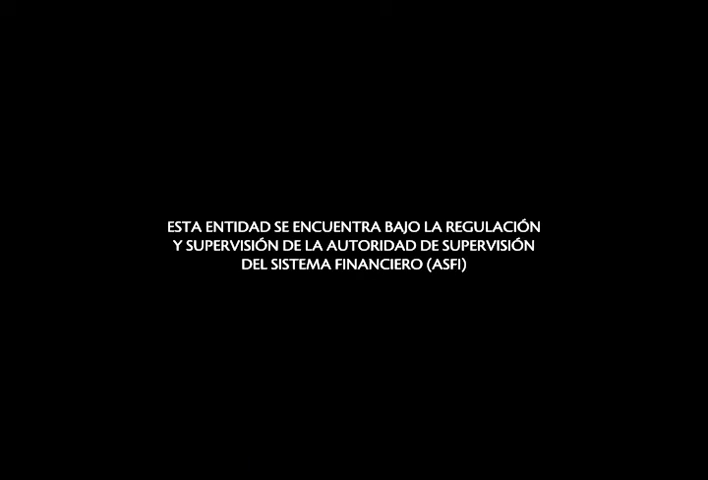 ESTA ENTIDAD SE ENCUENTRA BAJO LA REGULACIÓN
Y SUPERVISIÓN DE LA AUTORIDAD DE SUPERVISIÓN
DEL SISTEMA FINANCIERO (ASFI)